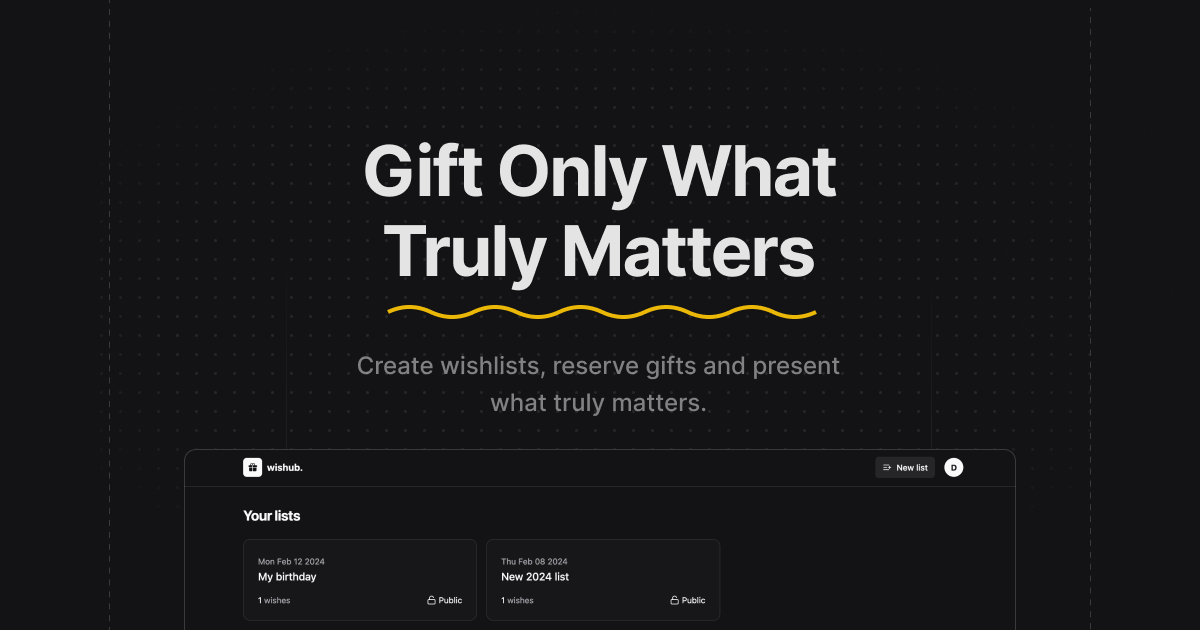 Gift Only What
Truly Matters
Create wishlists, reserve gifts and present
what truly matters.
wishub.
New list
D
Your lists
Mon Feb 12 2024
My birthday
1 wishes
Public
Thu Feb 08 2024
New 2024 list
1 wishes
Public